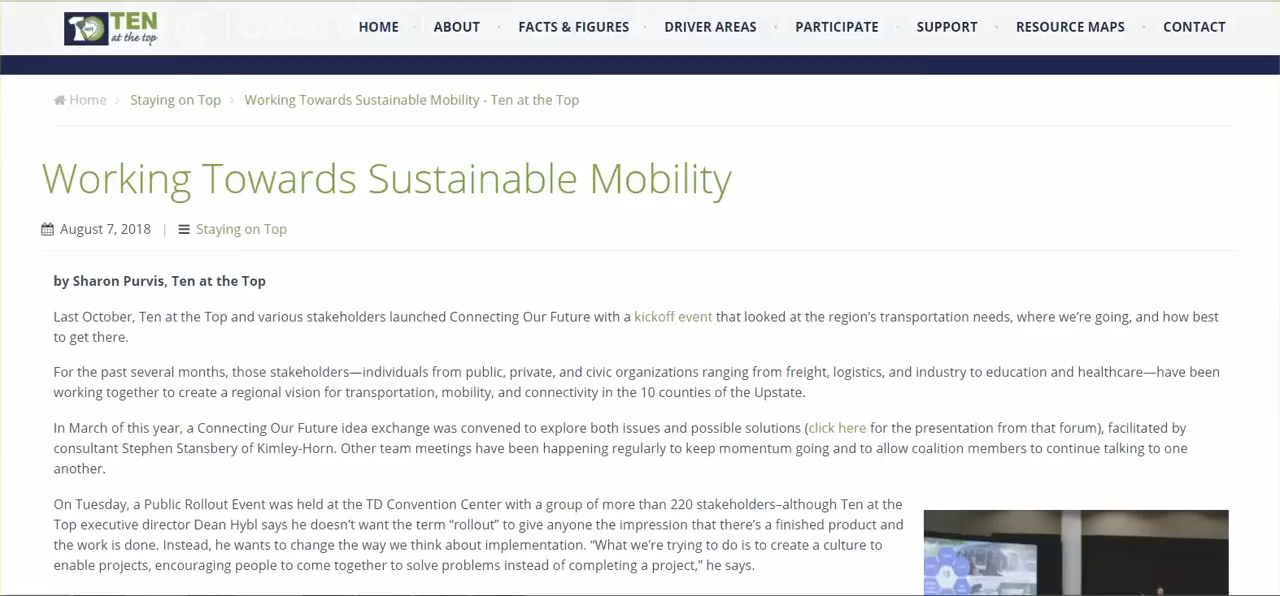 TEN
at the top
HOME
ABOUT
FACTS & FIGURES
DRIVER AREAS
PARTICIPATE
SUPPORT
RESOURCE MAPS
CONTACT
Home
Staying on Top
Working Towards Sustainable Mobility - Ten at the Top
Working Towards Sustainable Mobility
August 7, 2018
Staying on Top
by Sharon Purvis, Ten at the Top
Last October, Ten at the Top and various stakeholders launched Connecting Our Future with a kickoff event that looked at the region's transportation needs, where we're going, and how best
to get there.
For the past several months, those stakeholders—individuals from public, private, and civic organizations ranging from freight, logistics, and industry to education and healthcare—have been
working together to create a regional vision for transportation, mobility, and connectivity in the 10 counties of the Upstate.
In March of this year, a Connecting Our Future idea exchange was convened to explore both issues and possible solutions (click here for the presentation from that forum), facilitated by
consultant Stephen Stansbery of Kimley-Horn. Other team meetings have been happening regularly to keep momentum going and to allow coalition members to continue talking to one
another.
On Tuesday, a Public Rollout Event was held at the TD Convention Center with a group of more than 220 stakeholders–although Ten at the
Top executive director Dean Hybl says he doesn't want the term "rollout" to give anyone the impression that there's a finished product and
the work is done. Instead, he wants to change the way we think about implementation. "What we're trying to do is to create a culture to
enable projects, encouraging people to come together to solve problems instead of completing a project," he says.